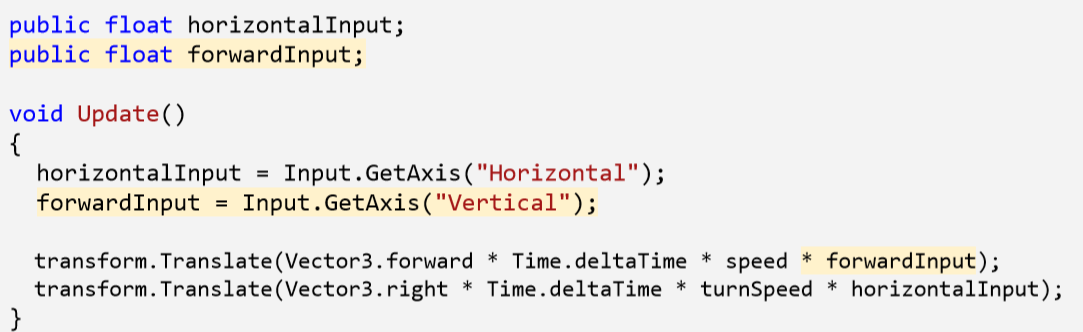 public float horizontalInput;
public float forwardInput;
void Update()
{
horizontalInput = Input.GetAxis("Horizontal");
forwardInput = Input.GetAxis("Vertical");
transform.Translate(Vector3.forward * Time.deltaTime * speed * forwardInput);
transform.Translate(Vector3.right * Time.deltaTime * turnSpeed * horizontalInput);
}